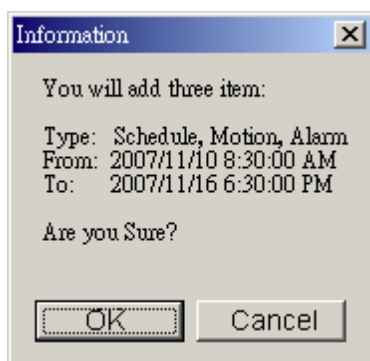 Information
You will add three item:
Type: Schedule, Motion, Alarm
From: 2007/11/10 8:30:00 AM
To: 2007/11/16 6:30:00 PM
Are you Sure?
OK Cancel